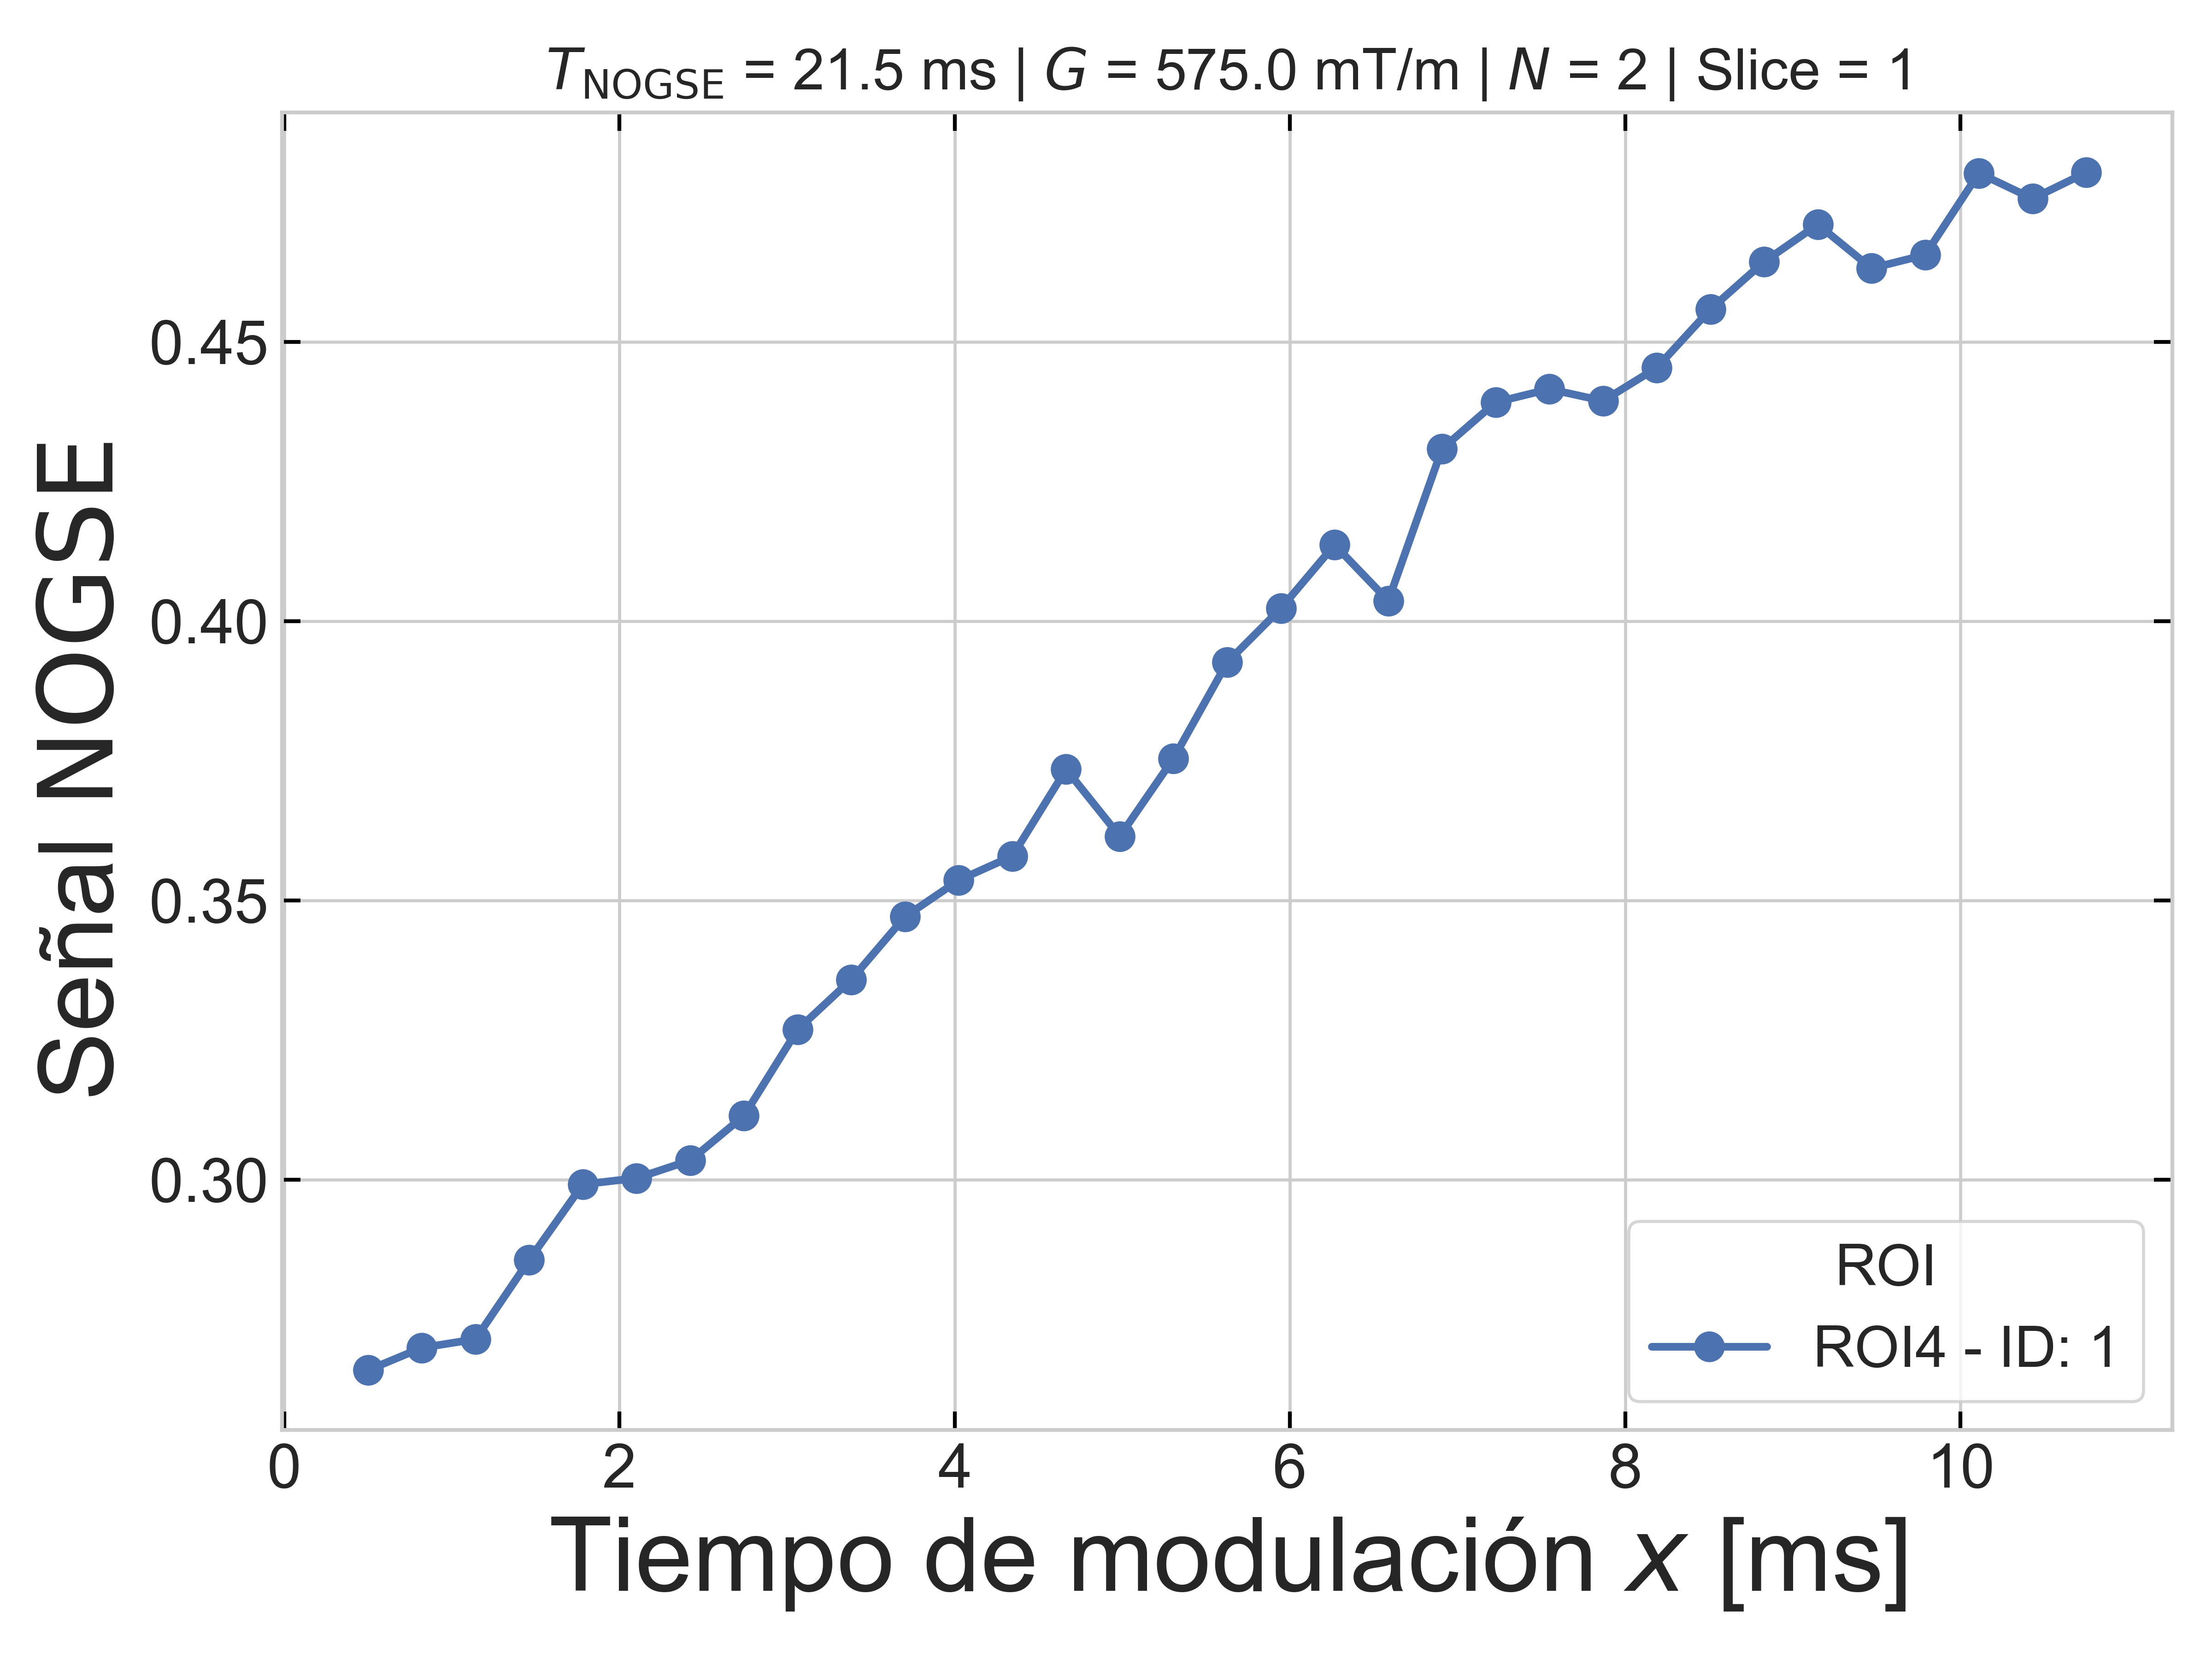 T_NOGSE = 21.5 ms | G = 575.0 mT/m | N = 2 | Slice = 1
Señal NOGSE
0.45
0.40
0.35
0.30
0 2 4 6 8 10
Tiempo de modulación x [ms]
ROI
ROI4 - ID: 1